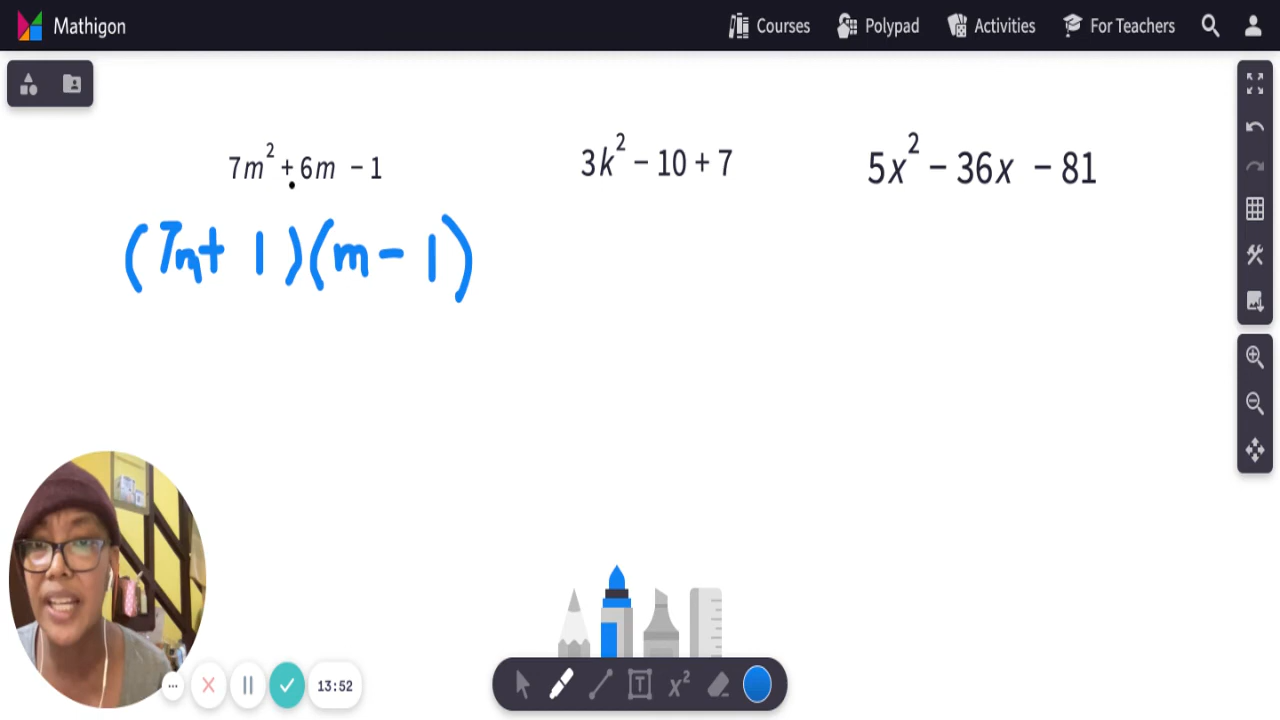 Mathigon
Courses
Polypad
Activities
For Teachers
7m² + 6m − 1
3k² − 10 + 7
5x² − 36x − 81
(7m + 1)(m − 1)
13:52
T
x²